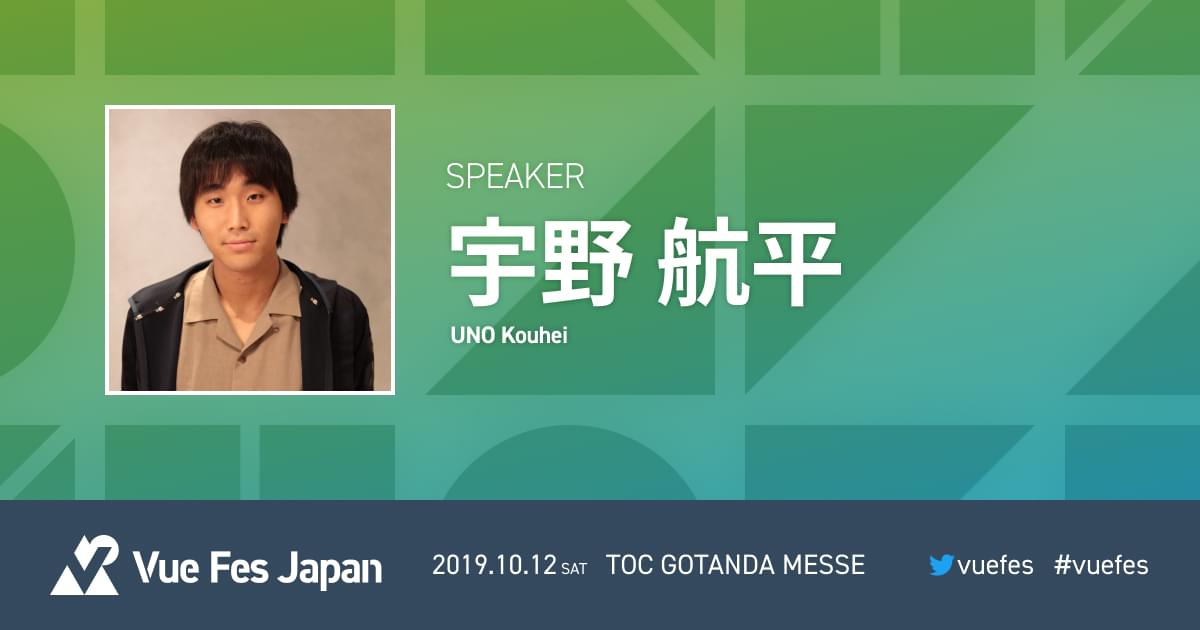 SPEAKER
宇野 航平
UNO Kouhei
Vue Fes Japan
2019.10.12 SAT TOC GOTANDA MESSE
vuefes #vuefes